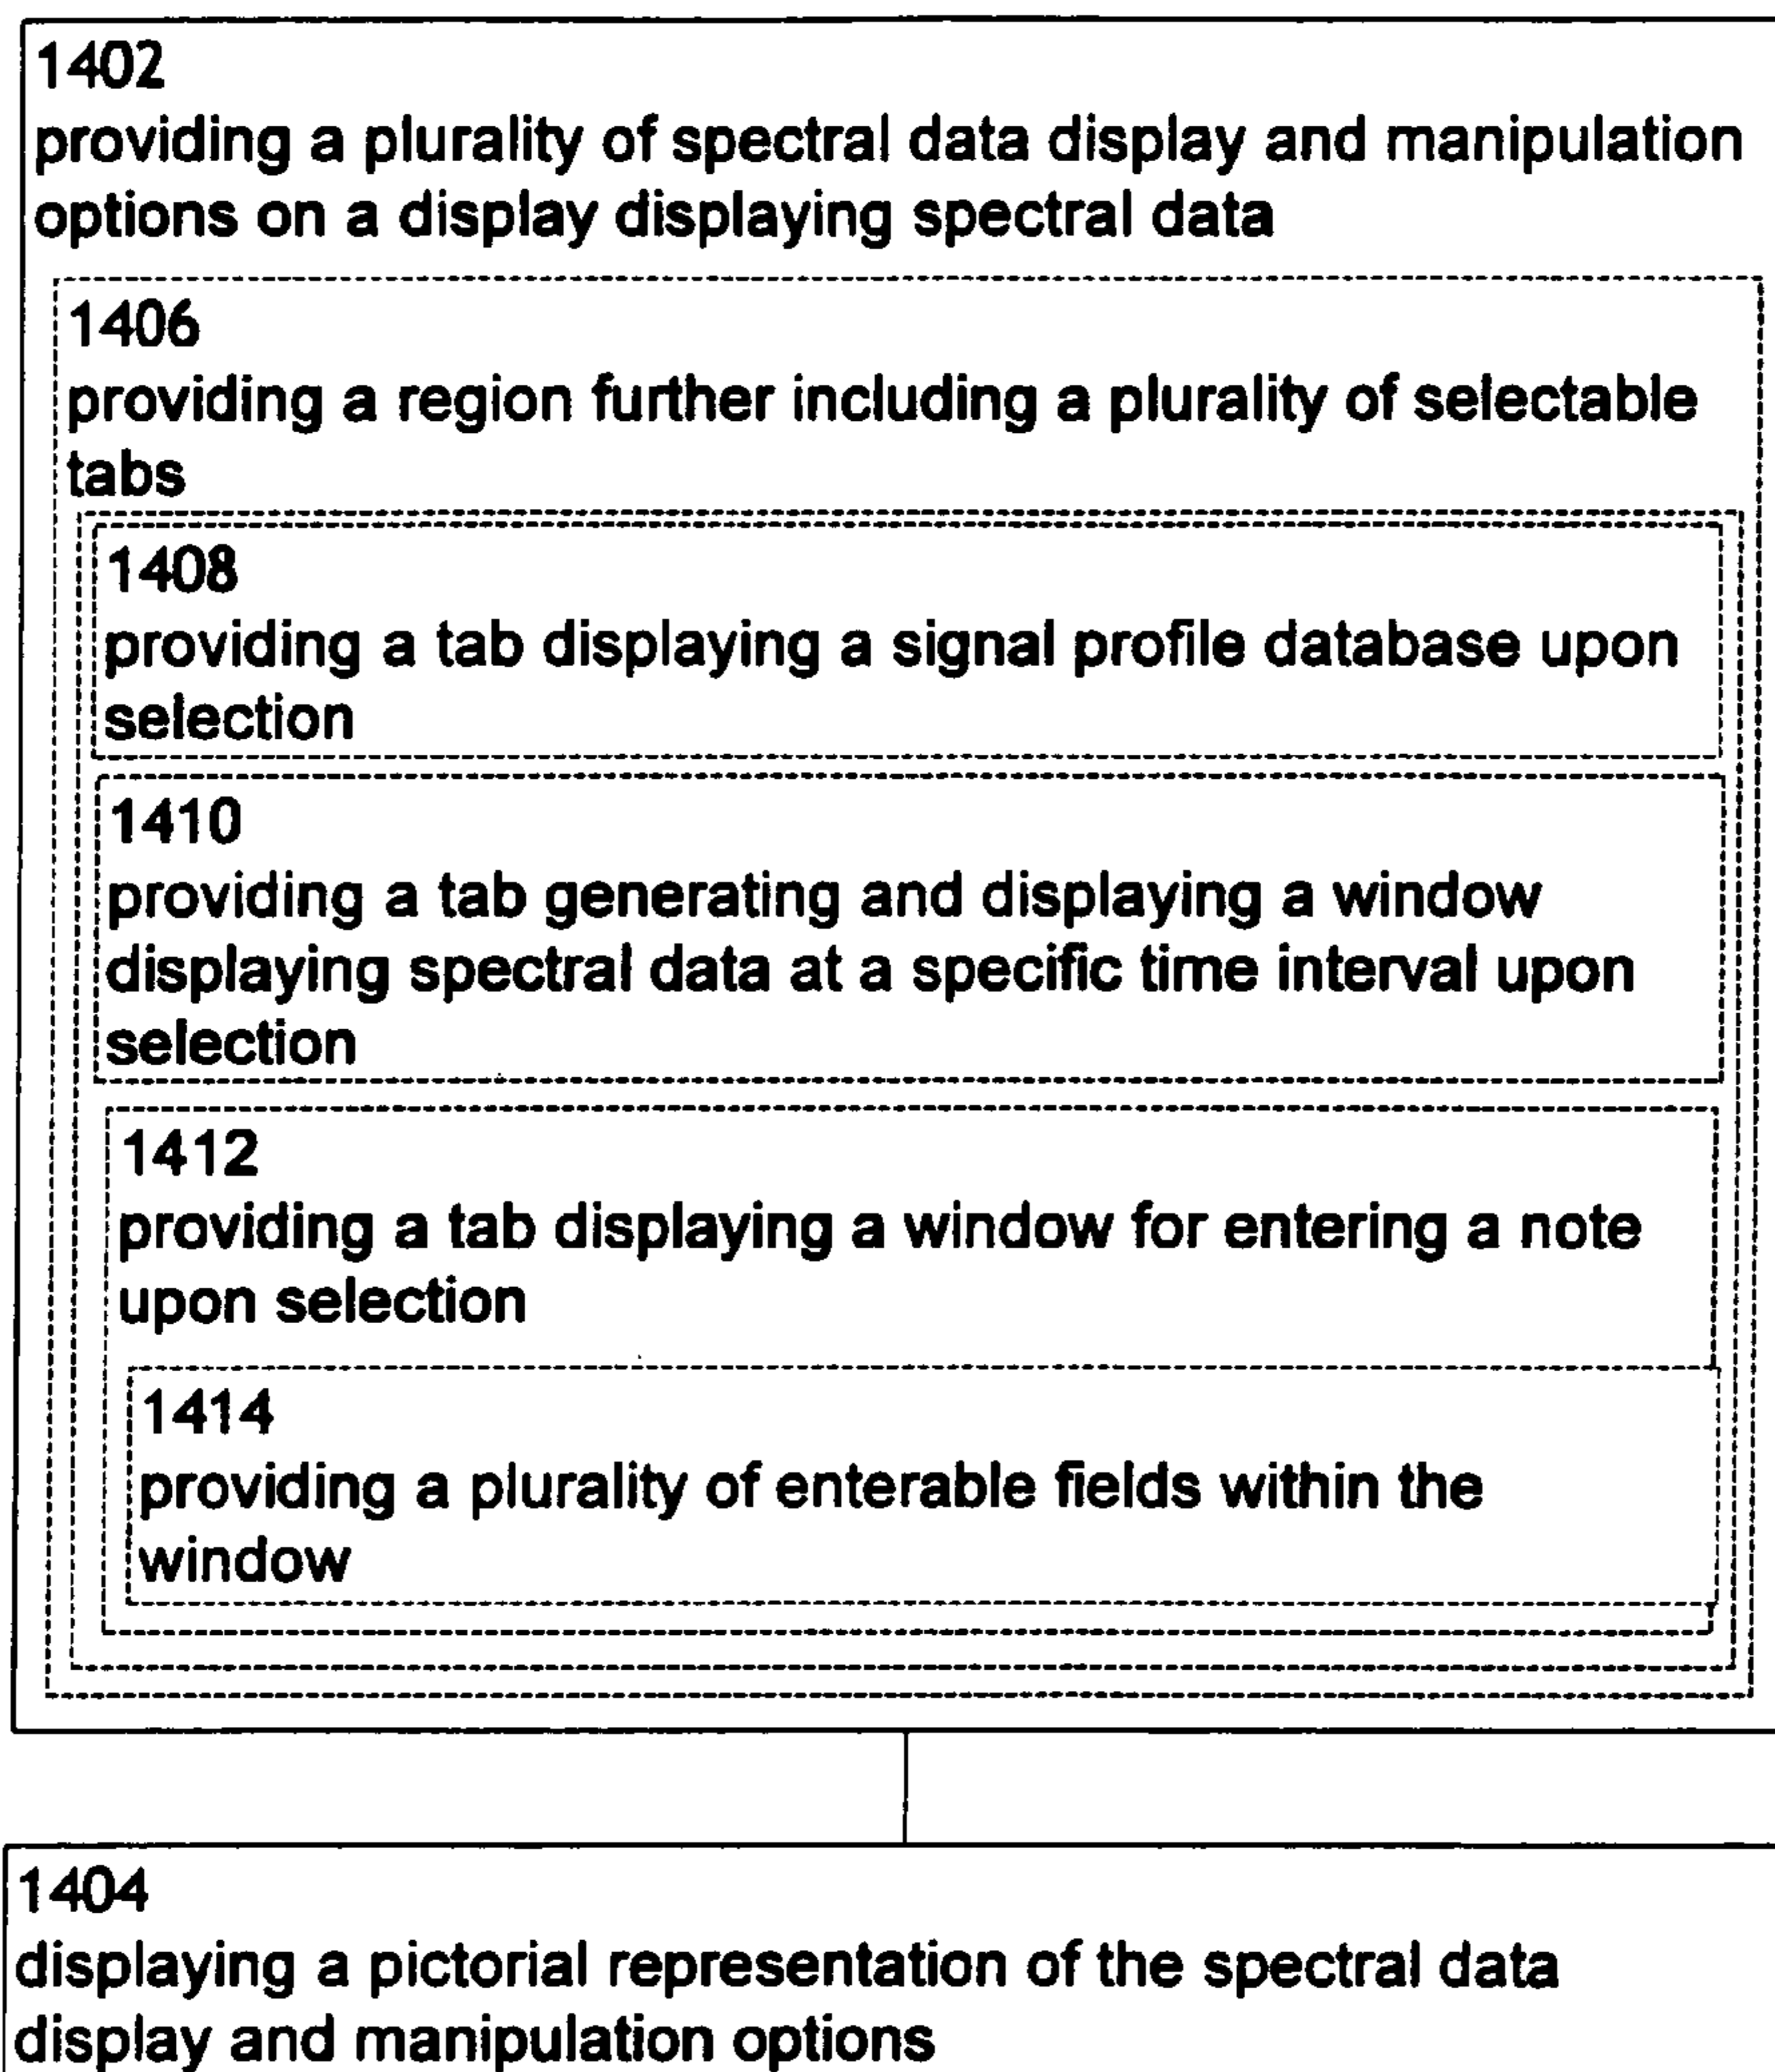 1402
providing a plurality of spectral data display and manipulation
options on a display displaying spectral data
1406
providing a region further including a plurality of selectable
tabs
1408
providing a tab displaying a signal profile database upon
selection
1410
providing a tab generating and displaying a window
displaying spectral data at a specific time interval upon
selection
1412
providing a tab displaying a window for entering a note
upon selection
1414
providing a plurality of enterable fields within the
window
1404
displaying a pictorial representation of the spectral data
display and manipulation options